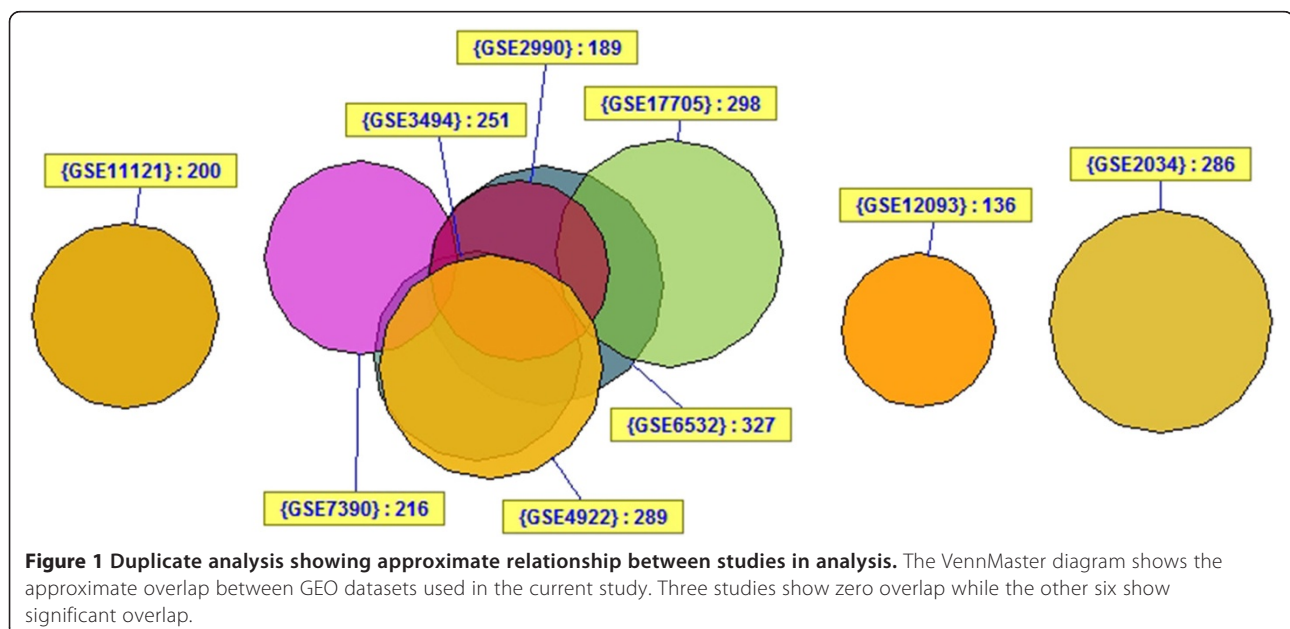 {GSE2990} : 189
{GSE17705} : 298
{GSE3494} : 251
{GSE11121} : 200
{GSE2034} : 286
{GSE12093} : 136
{GSE6532} : 327
{GSE7390} : 216
{GSE4922} : 289
Figure 1 Duplicate analysis showing approximate relationship between studies in analysis. The VennMaster diagram shows the
approximate overlap between GEO datasets used in the current study. Three studies show zero overlap while the other six show
significant overlap.